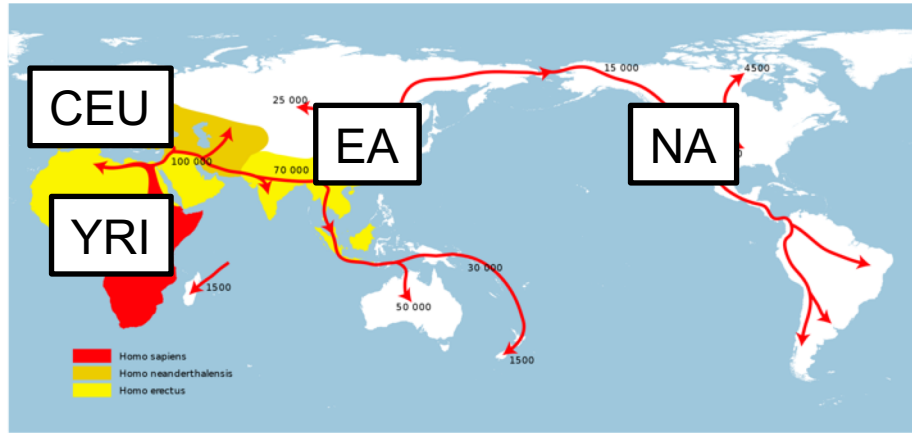 15 000
4500
25 000
CEU
EA
NA
100 000
70 000
YRI
30 000
1500
50 000
1500
Homo sapiens
Homo neanderthalensis
Homo erectus